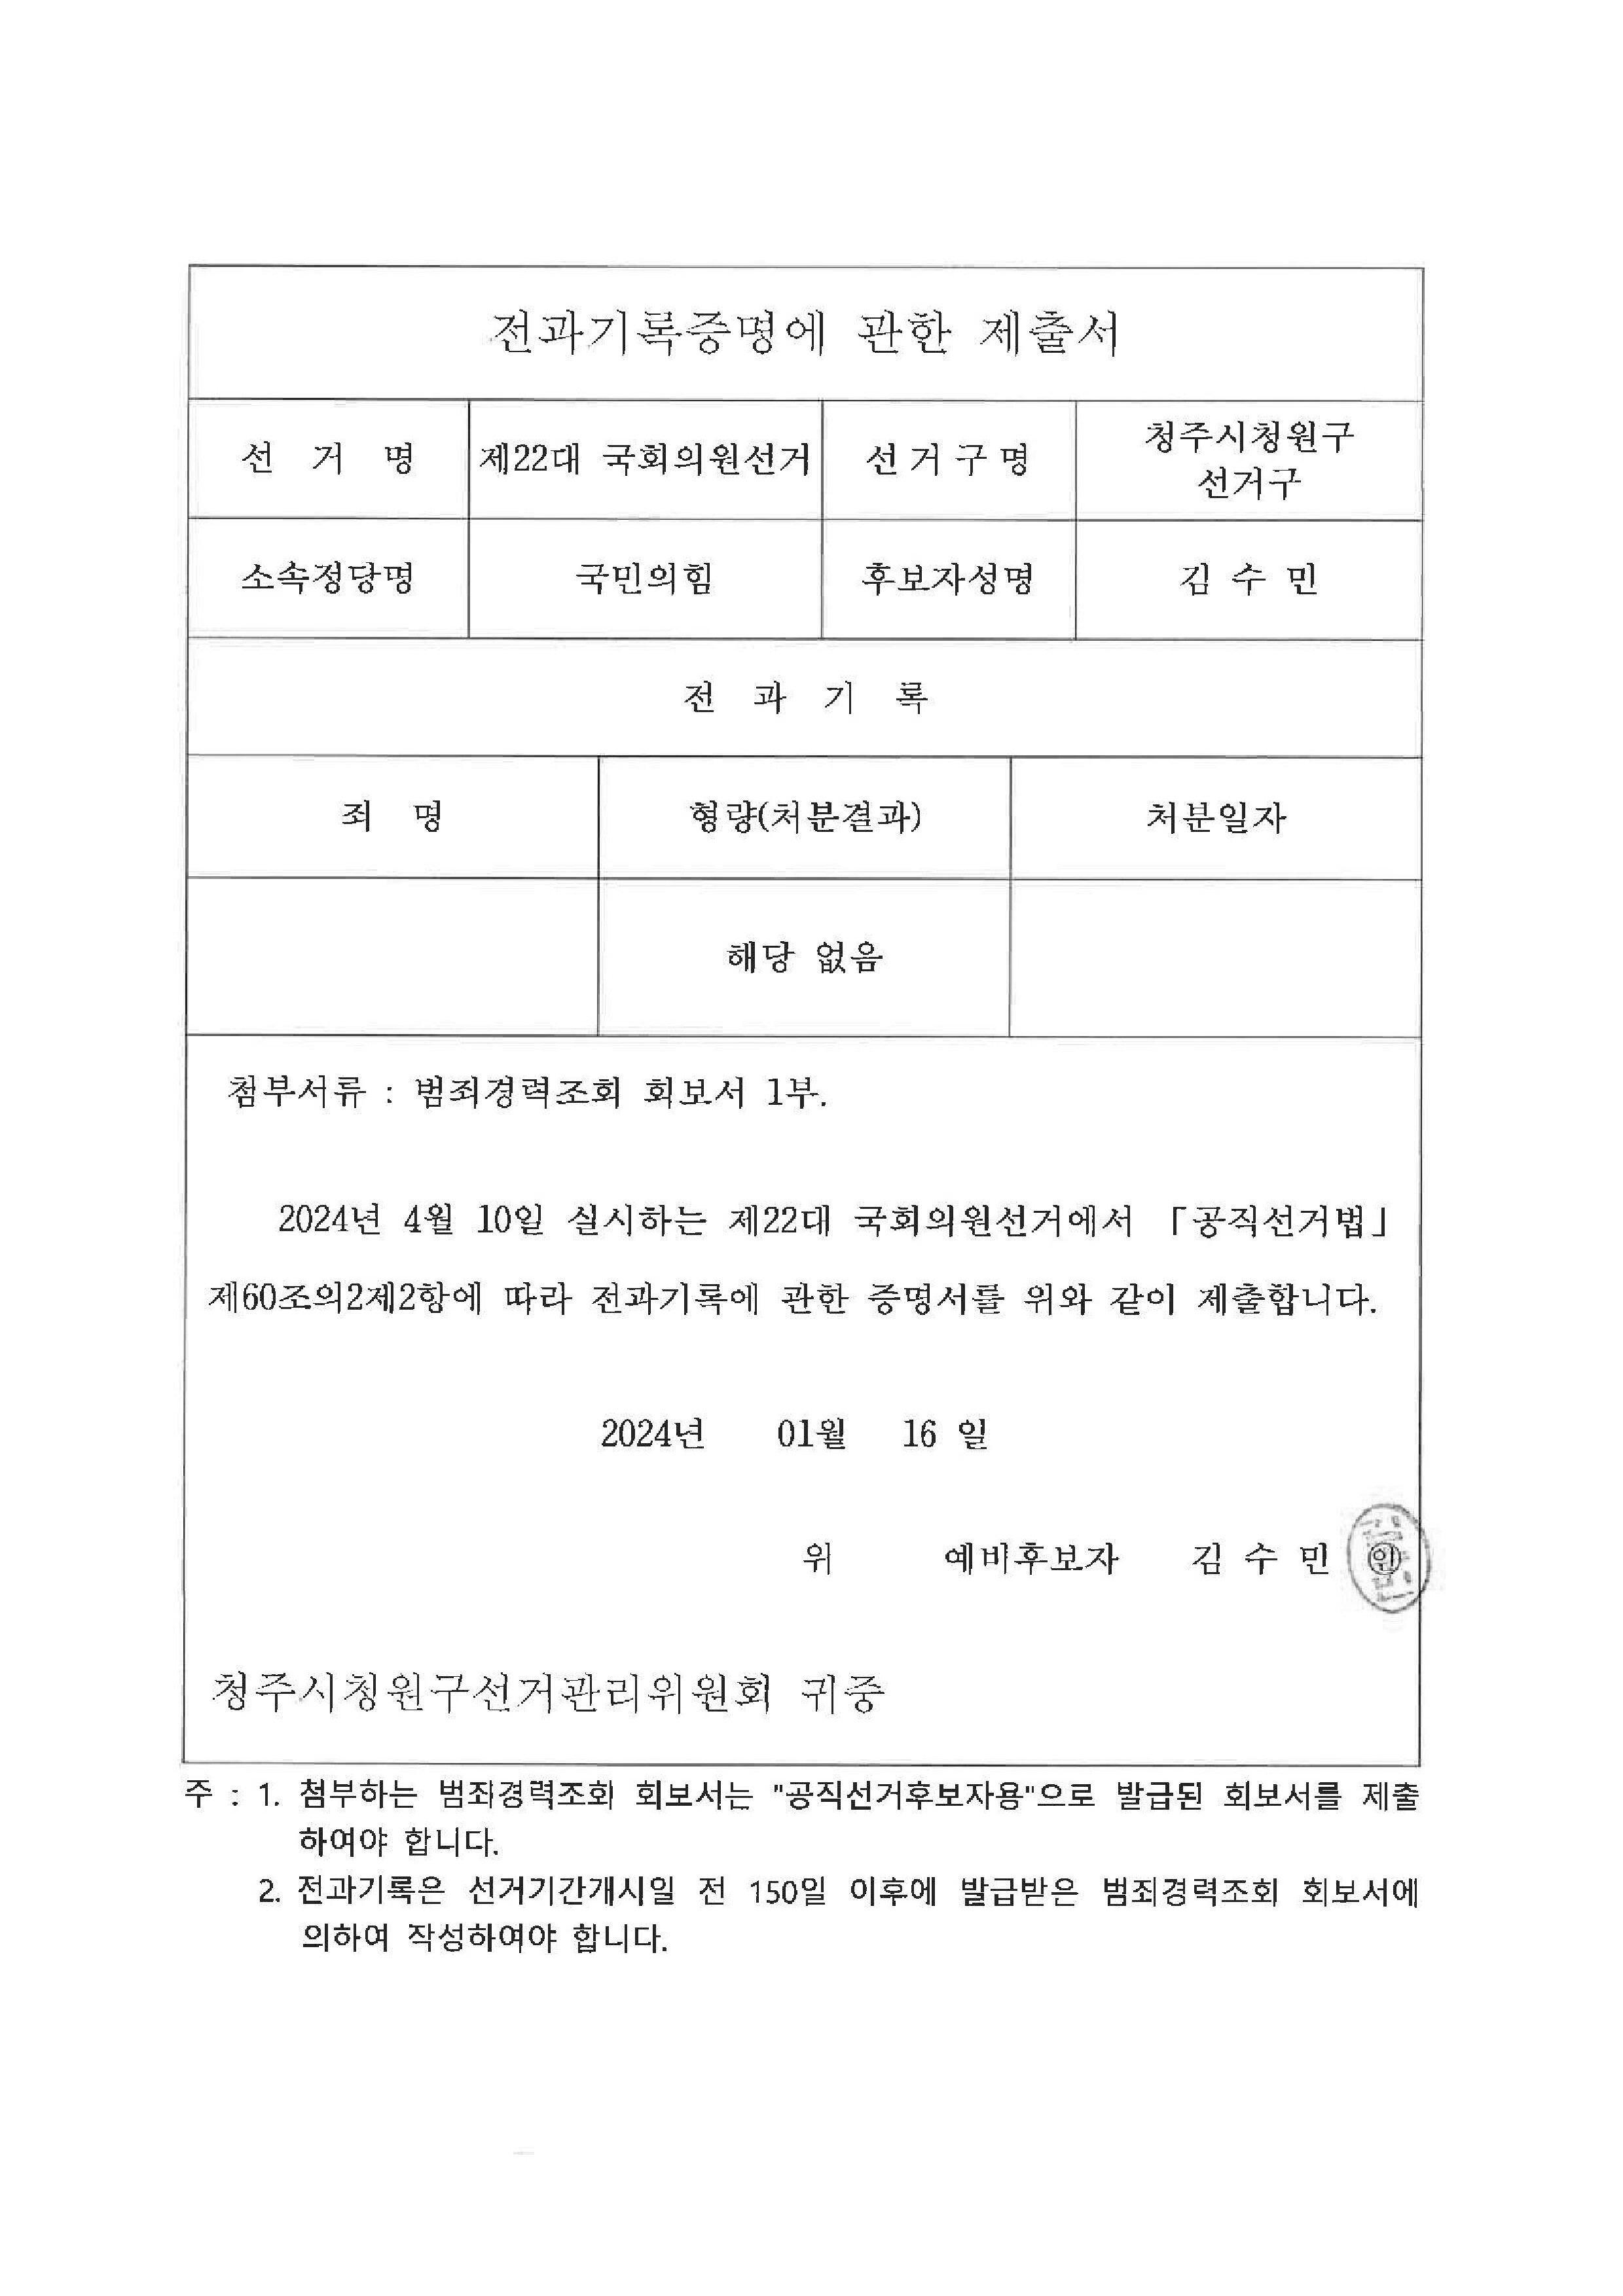 전과기록증명에 관한 제출서
선 거 명 제22대 국회의원선거 선 거 구 명 청주시청원구
선거구
소속정당명 국민의힘 후보자성명 김 수 민
전 과 기 록
죄 명 형량(처분결과) 처분일자
해당 없음
첨부서류 : 범죄경력조회 회보서 1부.
2024년 4월 10일 실시하는 제22대 국회의원선거에서 「공직선거법」
제60조의2제2항에 따라 전과기록에 관한 증명서를 위와 같이 제출합니다.
2024년 01월 16 일
위 예비후보자 김 수 민 ㊞
청주시청원구선거관리위원회 귀중
주 : 1. 첨부하는 범죄경력조회 회보서는 "공직선거후보자용"으로 발급된 회보서를 제출
하여야 합니다.
2. 전과기록은 선거기간개시일 전 150일 이후에 발급받은 범죄경력조회 회보서에
의하여 작성하여야 합니다.